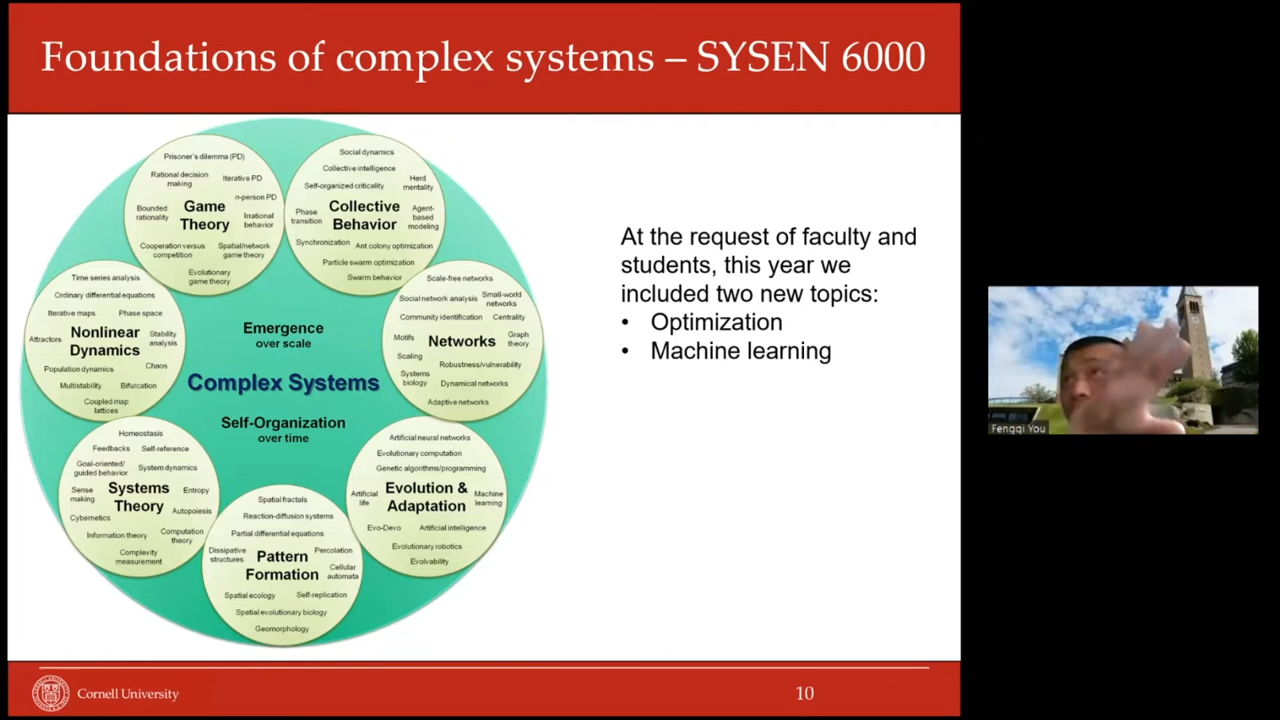 Foundations of complex systems – SYSEN 6000
Prisoner's dilemma (PD)
Rational decision
making
Iterative PD
n-person PD
Bounded
rationality
Game
Theory
Irrational
behavior
Cooperation versus
competition
Spatial/network
game theory
Evolutionary
game theory
Social dynamics
Collective intelligence
Self-organized criticality
Herd
mentality
Phase
transition
Collective
Behavior
Agent-
based
modeling
Synchronization
Ant colony optimization
Particle swarm optimization
Swarm behavior
Time series analysis
Ordinary differential equations
Iterative maps
Phase space
Attractors
Nonlinear
Dynamics
Stability
analysis
Population dynamics
Chaos
Multistability
Bifurcation
Coupled map
lattices
Emergence
over scale
Complex Systems
Self-Organization
over time
Scale-free networks
Social network analysis
Small-world
networks
Community identification
Centrality
Motifs
Networks
Graph
theory
Scaling
Robustness/vulnerability
Systems
biology
Dynamical networks
Adaptive networks
Homeostasis
Feedbacks
Self-reference
Goal-oriented/
guided behavior
System dynamics
Sense
making
Systems
Theory
Entropy
Cybernetics
Autopoiesis
Information theory
Computation
theory
Complexity
measurement
Spatial fractals
Reaction-diffusion systems
Partial differential equations
Dissipative
structures
Pattern
Formation
Percolation
Cellular
automata
Spatial ecology
Self-replication
Spatial evolutionary biology
Geomorphology
Artificial neural networks
Evolutionary computation
Genetic algorithms/programming
Artificial
life
Evolution &
Adaptation
Machine
learning
Evo-Devo
Artificial intelligence
Evolutionary robotics
Evolvability
At the request of faculty and
students, this year we
included two new topics:
• Optimization
• Machine learning
Fengqi You
Cornell University
10